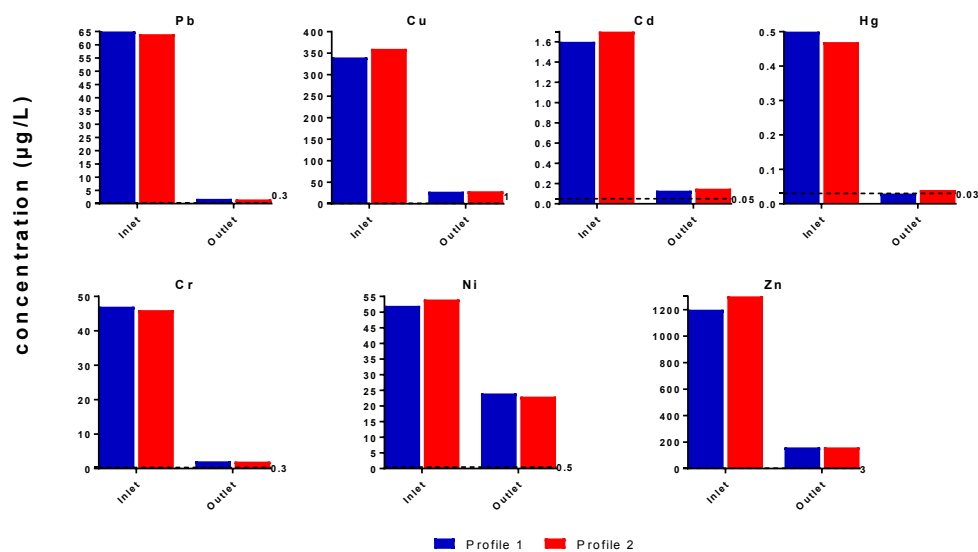 Pb
Cu
Cd
Hg
concentration (µg/L)
65
60
55
50
45
40
35
30
25
20
15
10
5
0
0.3
Inlet
Outlet
400
350
300
250
200
150
100
50
0
1
Inlet
Outlet
1.6
1.4
1.2
1.0
0.8
0.6
0.4
0.2
0.0
0.05
Inlet
Outlet
0.5
0.4
0.3
0.2
0.1
0.0
0.03
Inlet
Outlet
Cr
Ni
Zn
50
40
30
20
10
0
0.3
Inlet
Outlet
55
50
45
40
35
30
25
20
15
10
5
0
0.5
Inlet
Outlet
1200
1000
800
600
400
200
0
3
Inlet
Outlet
Profile 1
Profile 2